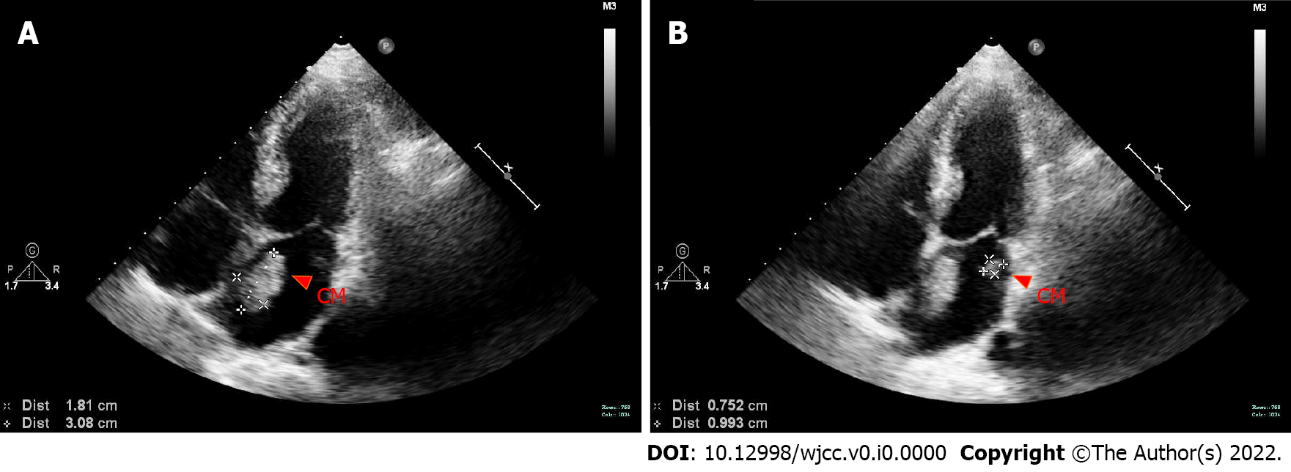 A
M3
P
G
P R
1.7 3.4
CM
Dist 1.81 cm
Dist 3.08 cm
B
M3
P
G
P R
1.7 3.4
CM
Dist 0.752 cm
Dist 0.993 cm
DOI: 10.12998/wjcc.v0.i0.0000 Copyright ©The Author(s) 2022.